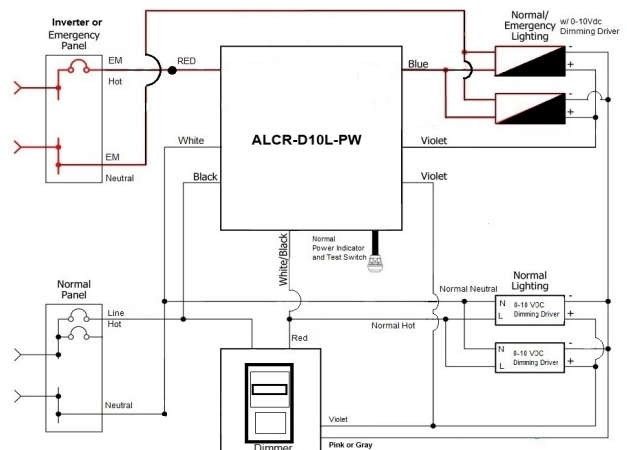 Inverter or
Emergency
Panel
Normal/
Emergency
Lighting
w/ 0-10Vdc
Dimming Driver
EM
Hot
RED
Blue
-
+
-
+
White
ALCR-D10L-PW
Violet
EM
Neutral
Black
Violet
White/Black
Normal
Power Indicator
and Test Switch
Normal
Panel
Normal Neutral
Normal
Lighting
Line
Hot
N
L
0-10 VDC
Dimming Driver
-
+
Normal Hot
Red
N
L
0-10 VDC
Dimming Driver
-
+
Neutral
Violet
Dimmer
Pink or Gray